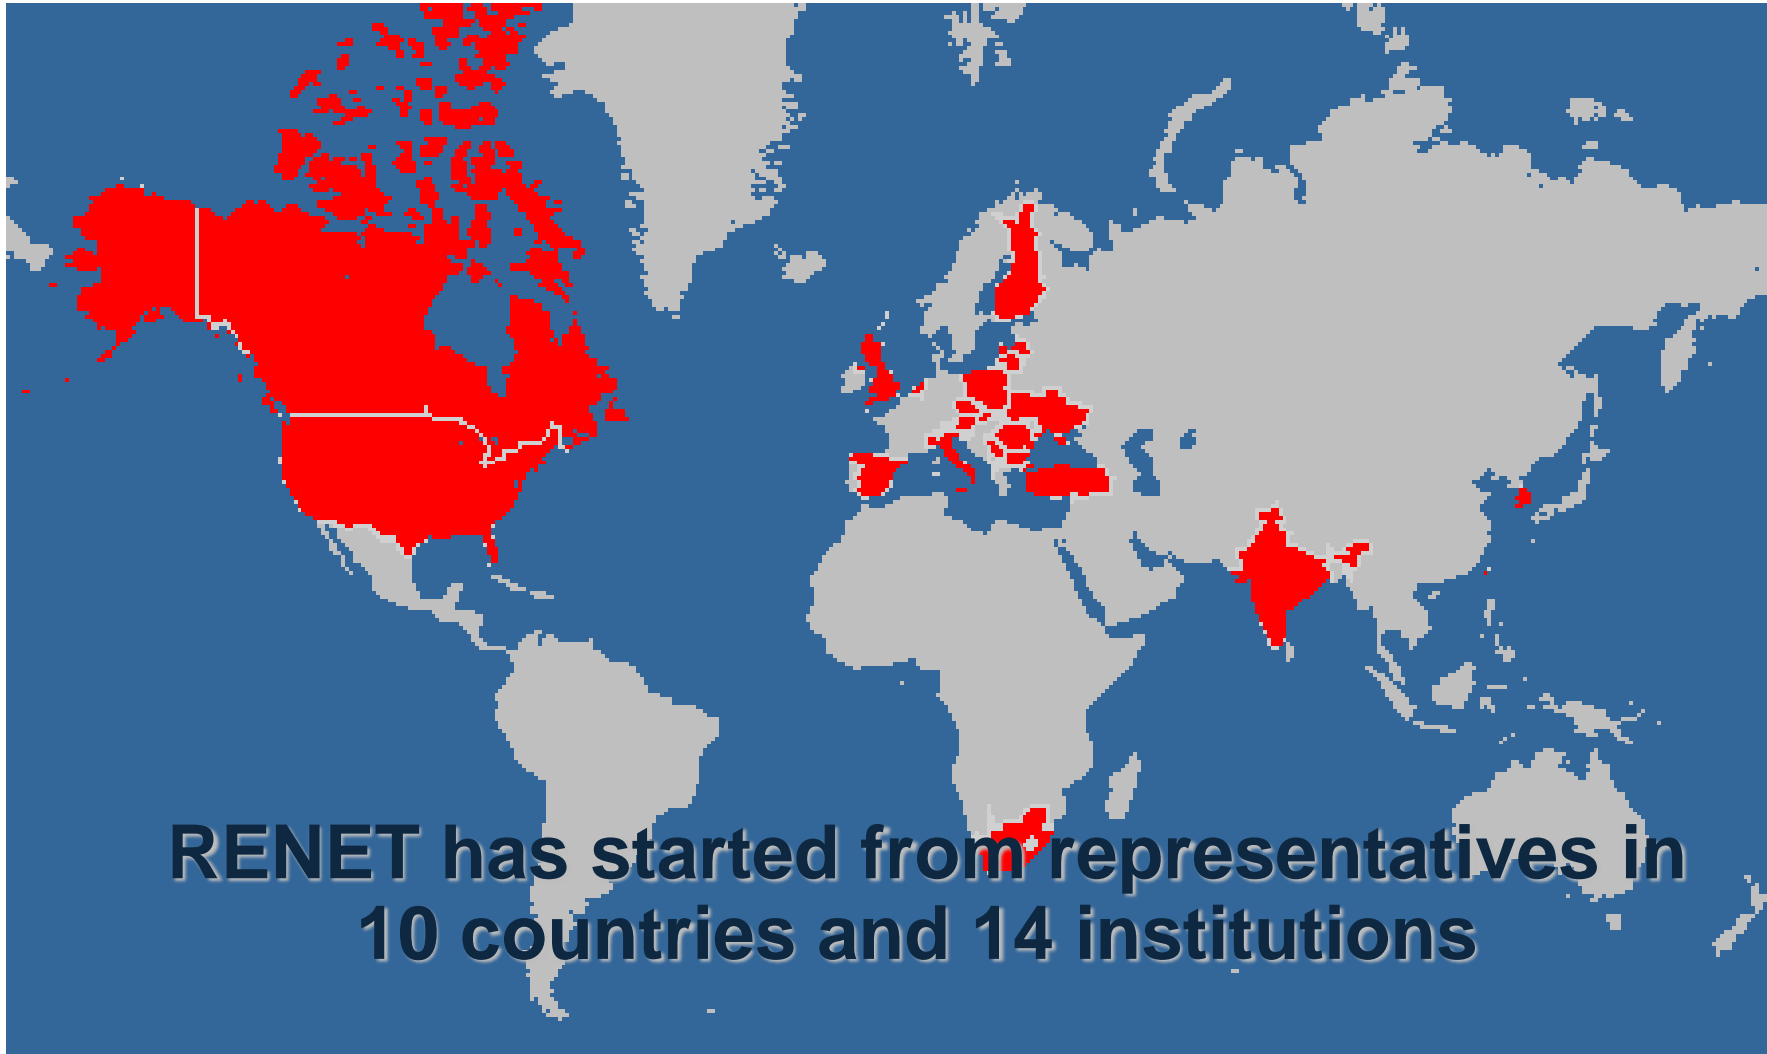 RENET has started from representatives in
10 countries and 14 institutions